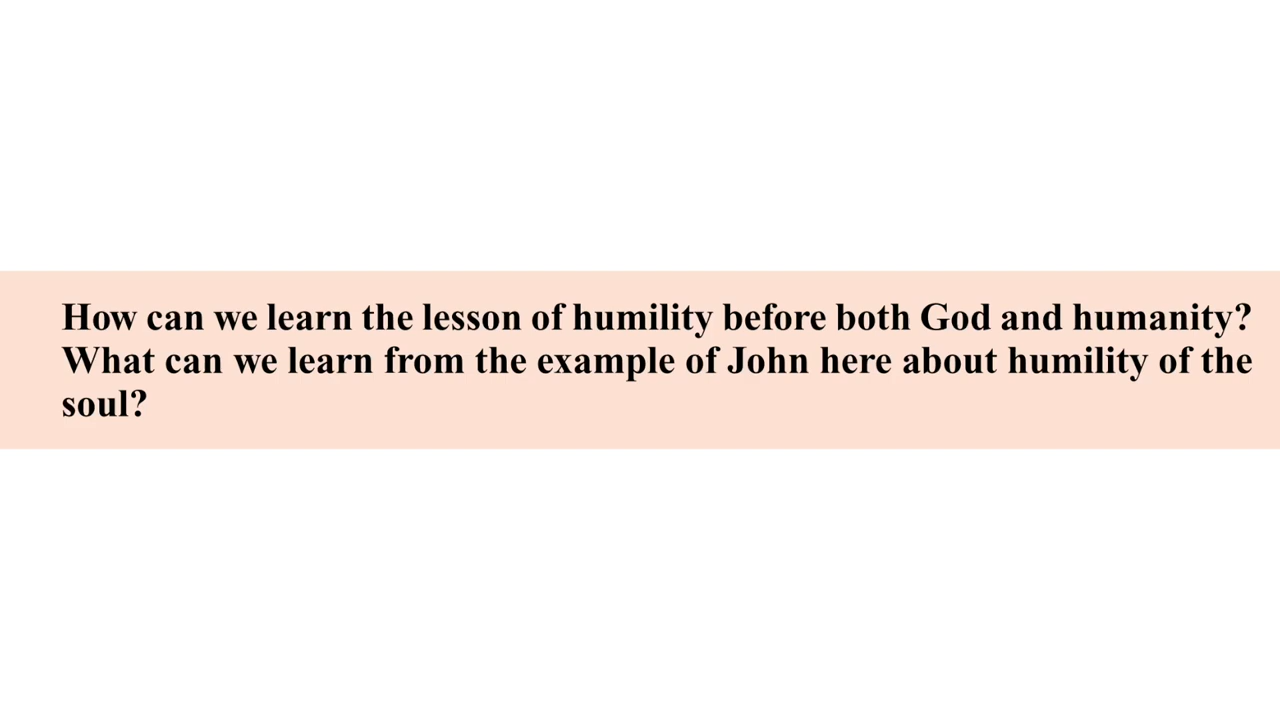 How can we learn the lesson of humility before both God and humanity?
What can we learn from the example of John here about humility of the
soul?